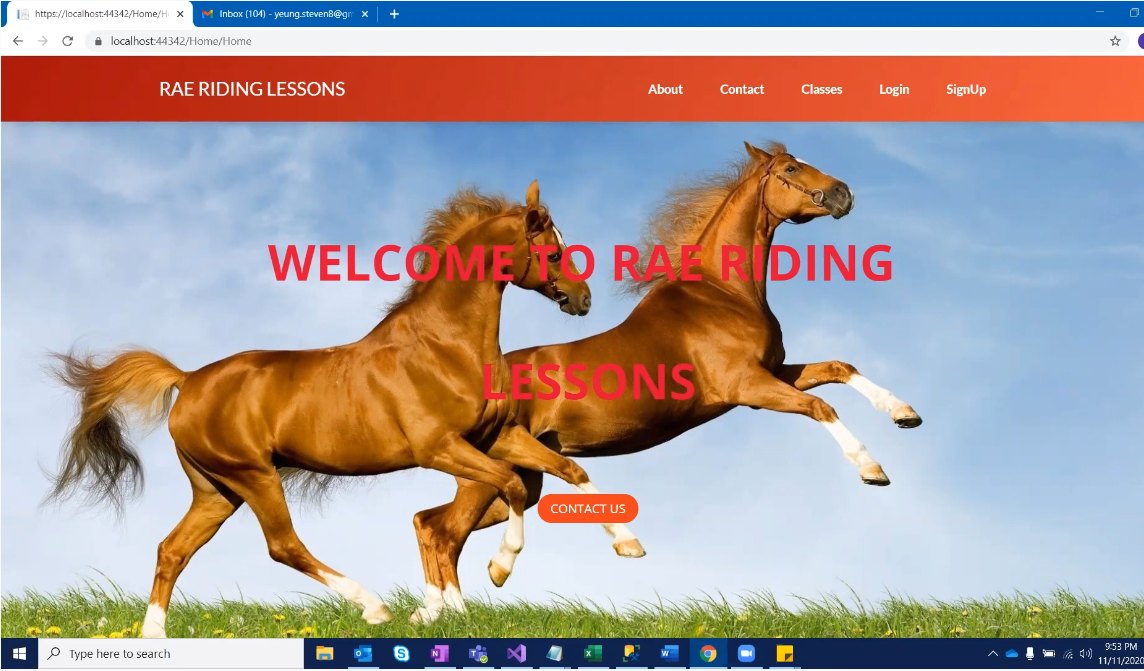 https://localhost:44342/Home/H
Inbox (104) - yeung.steven8@gm
localhost:44342/Home/Home
RAE RIDING LESSONS
About
Contact
Classes
Login
SignUp
WELCOME TO RAE RIDING
LESSONS
CONTACT US
Type here to search
9:53 PM
11/11/2020